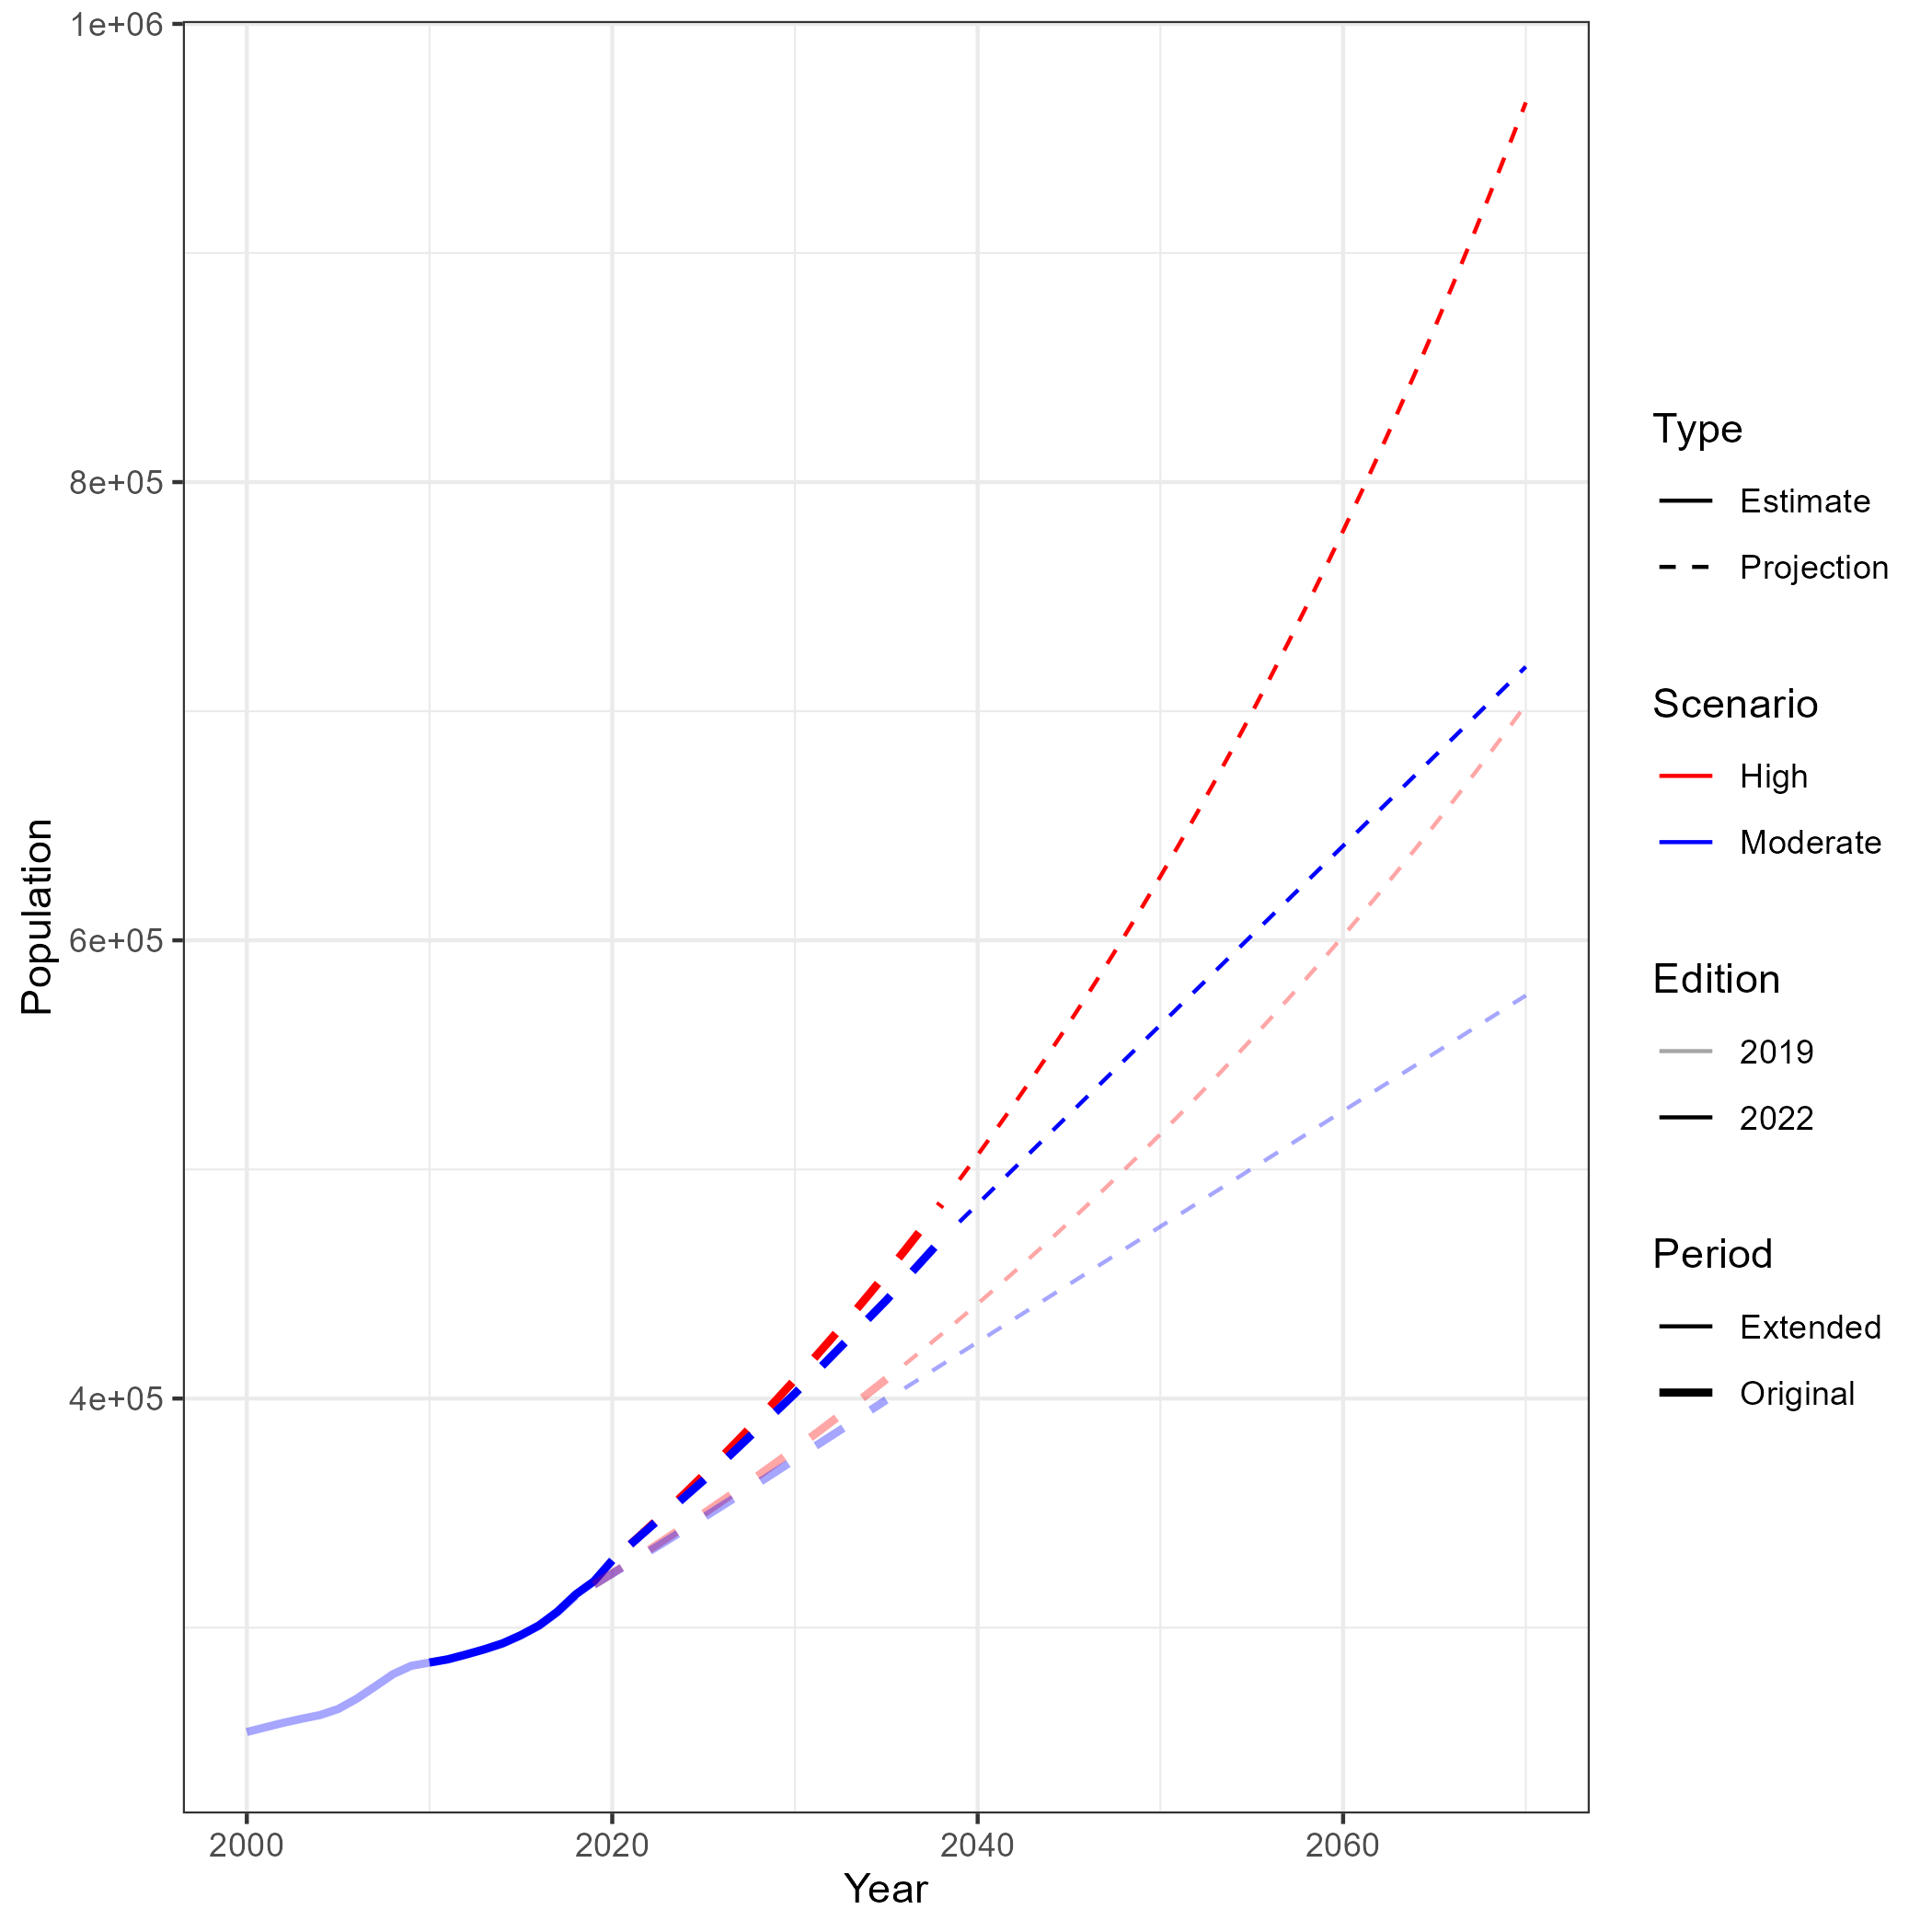 1e+06
8e+05
6e+05
4e+05
Population
2000
2020
2040
2060
Year
Type
Estimate
Projection
Scenario
High
Moderate
Edition
2019
2022
Period
Extended
Original